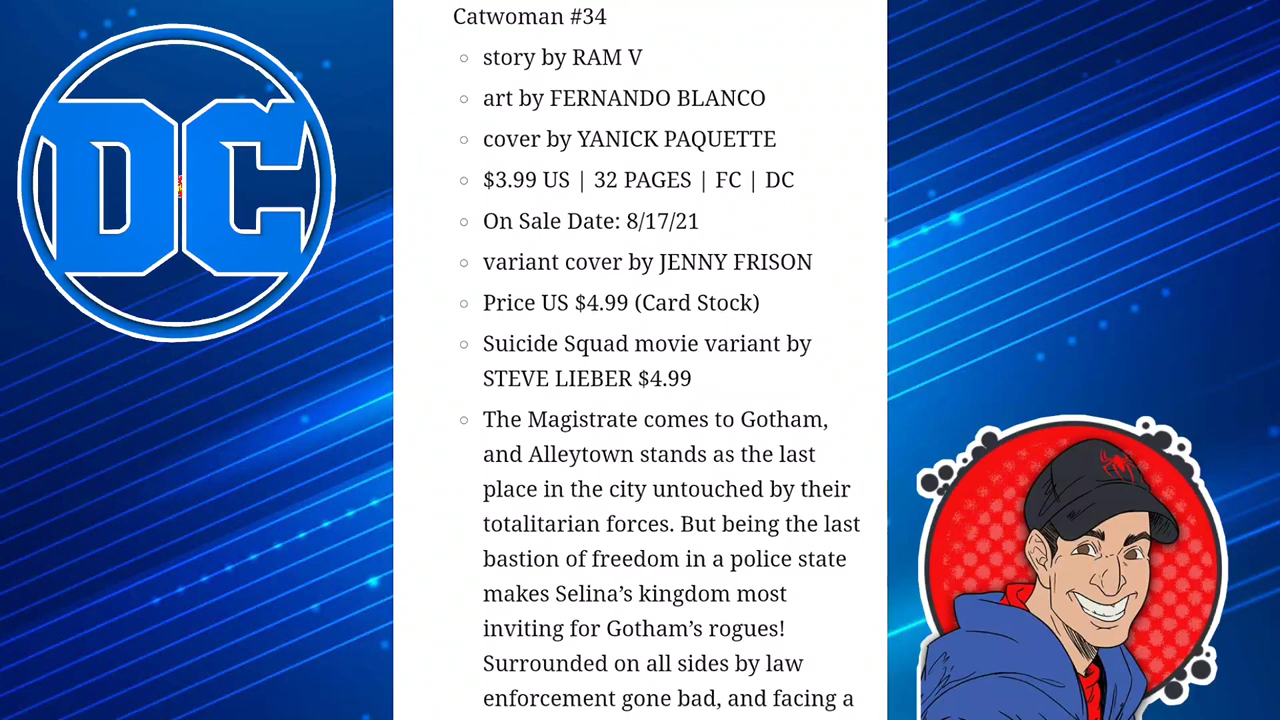 DC
Catwoman #34
story by RAM V
art by FERNANDO BLANCO
cover by YANICK PAQUETTE
$3.99 US | 32 PAGES | FC | DC
On Sale Date: 8/17/21
variant cover by JENNY FRISON
Price US $4.99 (Card Stock)
Suicide Squad movie variant by
STEVE LIEBER $4.99
The Magistrate comes to Gotham,
and Alleytown stands as the last
place in the city untouched by their
totalitarian forces. But being the last
bastion of freedom in a police state
makes Selina’s kingdom most
inviting for Gotham’s rogues!
Surrounded on all sides by law
enforcement gone bad, and facing a